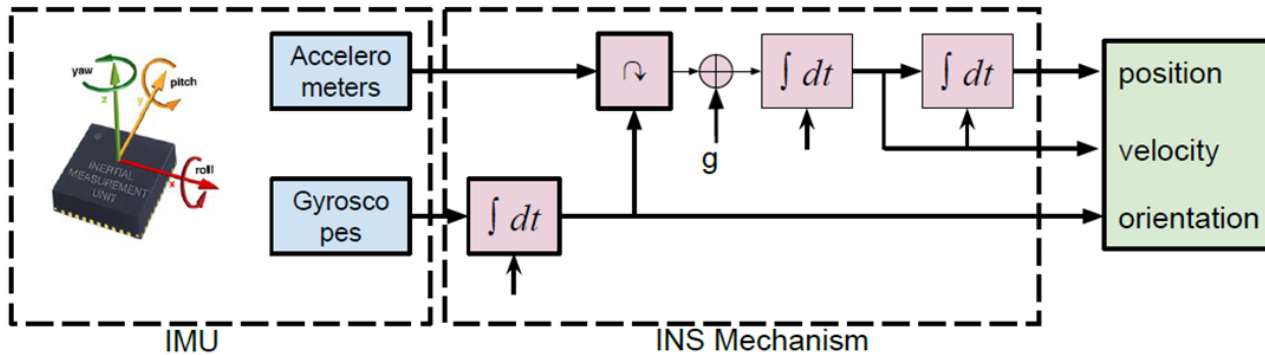 yaw
pitch
z
y
roll
x
INERTIAL
MEASUREMENT
UNIT
Accelero
meters
Gyrosco
pes
IMU
∫ dt
g
∫ dt
∫ dt
INS Mechanism
position
velocity
orientation